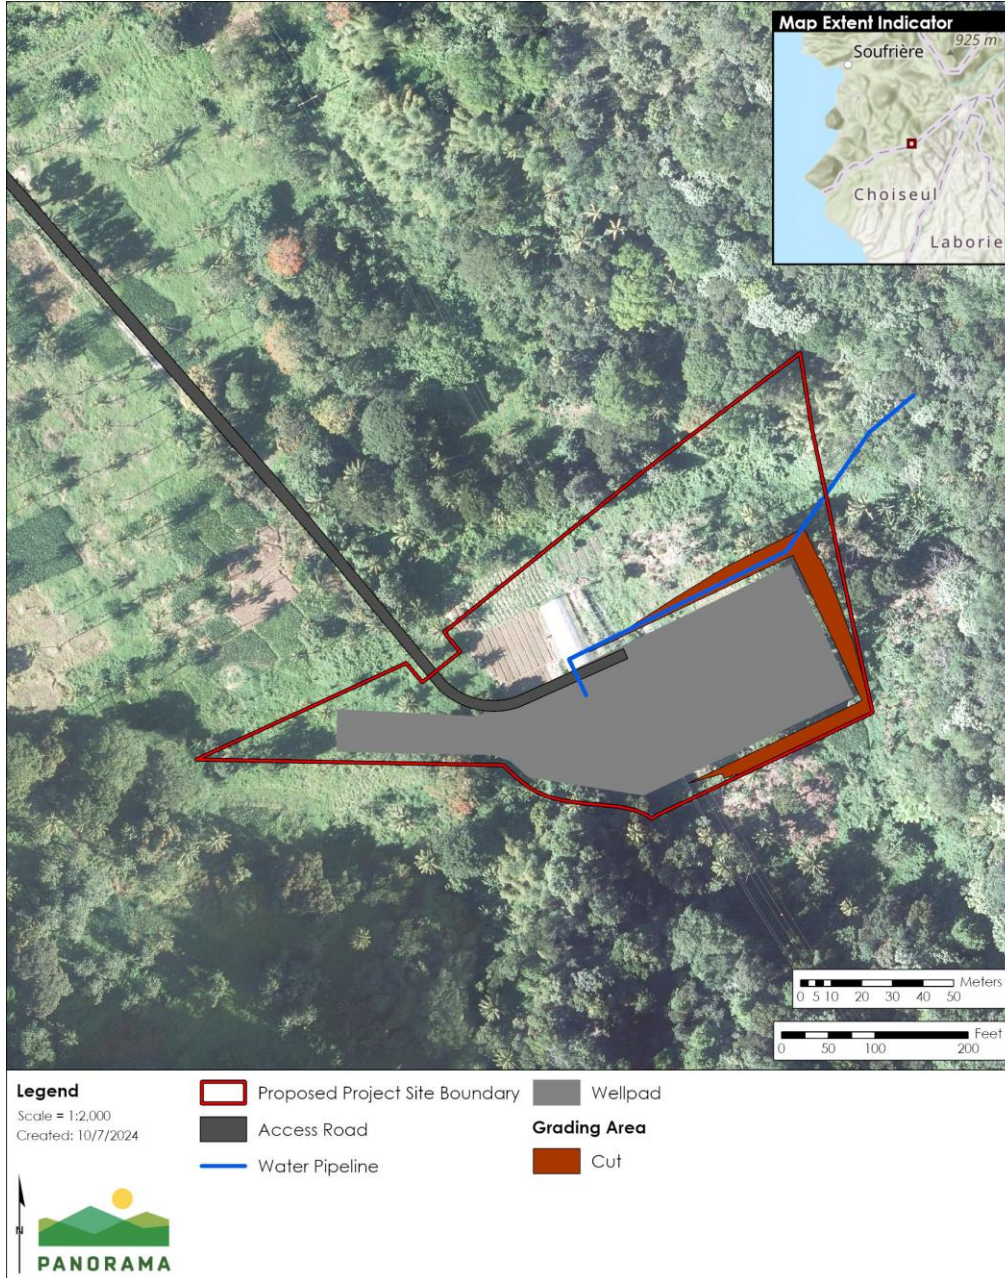 Map Extent Indicator
925 m
Soufrière
Choiseul
Laborie
Meters
0 5 10 20 30 40 50
Feet
0 50 100 200
Legend
Scale = 1:2,000
Created: 10/7/2024
N
PANORAMA
Proposed Project Site Boundary
Access Road
Water Pipeline
Wellpad
Grading Area
Cut